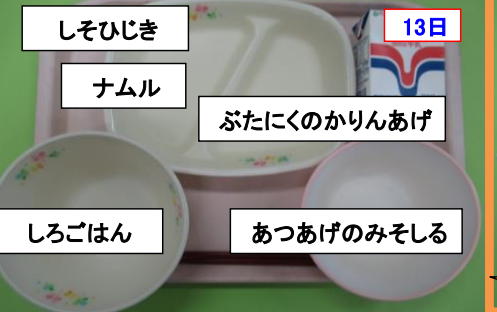 しそひじき
13日
ナムル
ぶたにくのかりんあげ
しろごはん
あつあげのみそしる